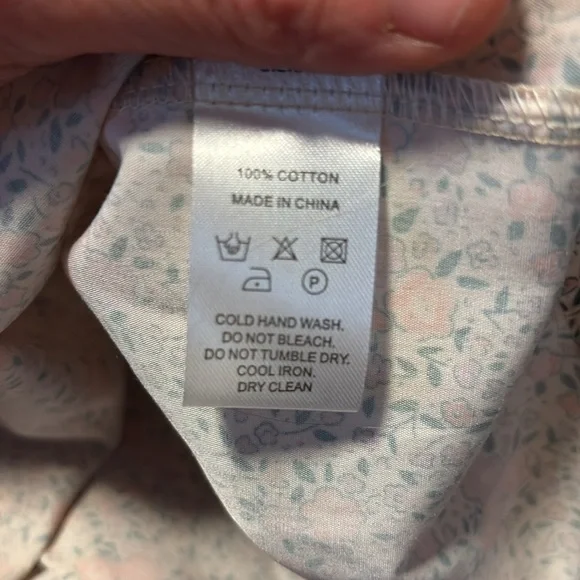 100% COTTON
MADE IN CHINA
P
COLD HAND WASH.
DO NOT BLEACH.
DO NOT TUMBLE DRY.
COOL IRON.
DRY CLEAN